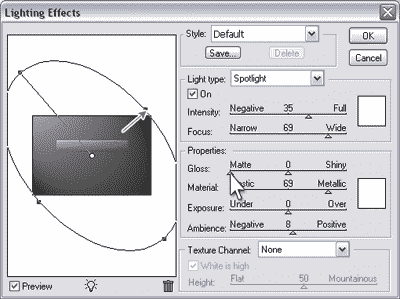 Lighting Effects
Style: Default
OK
Save...
Delete
Cancel
Light type: Spotlight
On
Intensity: Negative 35 Full
Focus: Narrow 69 Wide
Properties:
Gloss: Matte 0 Shiny
Material: stic 69 Metallic
Exposure: Under 0 Over
Ambience: Negative 8 Positive
Texture Channel: None
White is high
Height: Flat 50 Mountainous
Preview